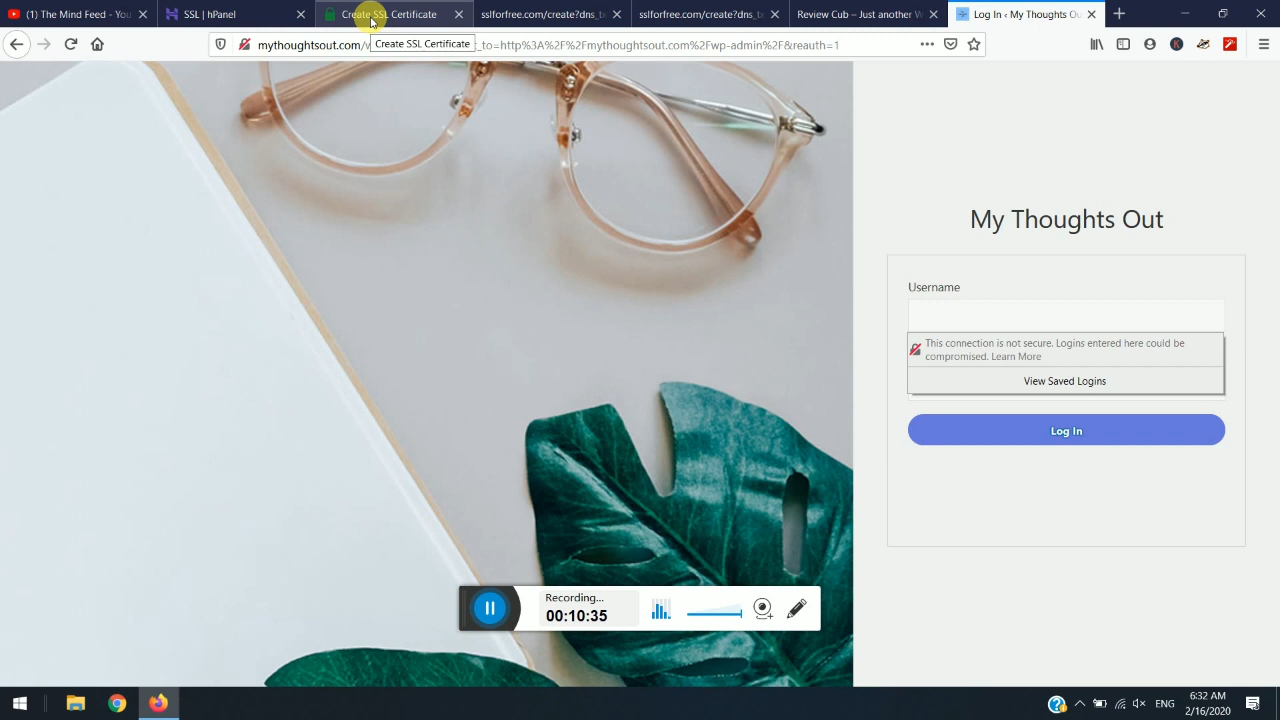 (1) The Mind Feed - You
SSL | hPanel
Create SSL Certificate
sslforfree.com/create?dns_tx
sslforfree.com/create?dns_tx
Review Cub – Just another W
Log In ‹ My Thoughts Ou
mythoughtsout.com/
_to=http%3A%2F%2Fmythoughtsout.com%2Fwp-admin%2F&reauth=1
Create SSL Certificate
My Thoughts Out
Username
This connection is not secure. Logins entered here could be
compromised. Learn More
View Saved Logins
Log In
Recording...
00:10:35
ENG
6:32 AM
2/16/2020